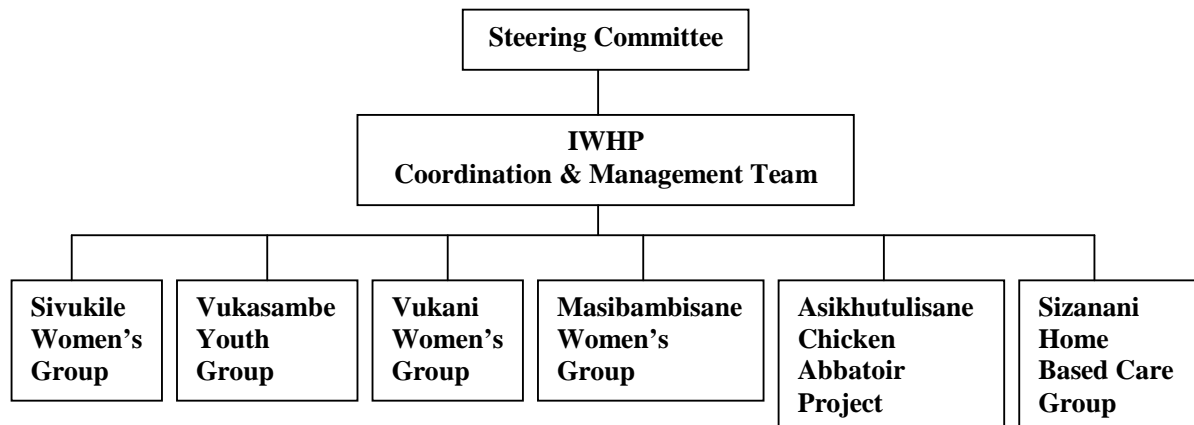 Steering Committee
IWHP
Coordination & Management Team
Sivukile
Women’s
Group
Vukasambe
Youth
Group
Vukani
Women’s
Group
Masibambisane
Women’s
Group
Asikhutulisane
Chicken
Abbatoir
Project
Sizanani
Home
Based Care
Group